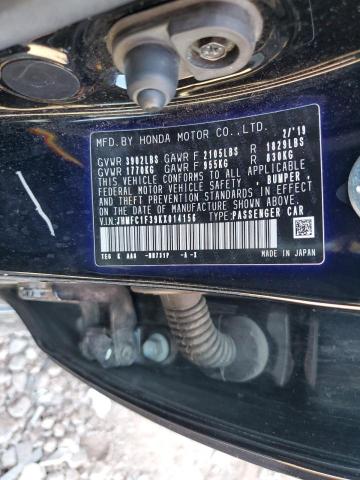 MFD.BY HONDA MOTOR CO.,LTD. 2/'19
GVWR 3902LBS GAWR F 2105LBS R 1829LBS
GVWR 1770KG GAWR F 955KG R 830KG
THIS VEHICLE CONFORMS TO ALL APPLICABLE
FEDERAL MOTOR VEHICLE SAFETY, BUMPER,
AND THEFT PREVENTION STANDARDS IN EFFECT ON
THE DATE OF MANUFACTURE SHOWN ABOVE.
V.I.N: JHMFC1F39KX014156 TYPE:PASSENGER CAR
-A -X
MADE IN JAPAN